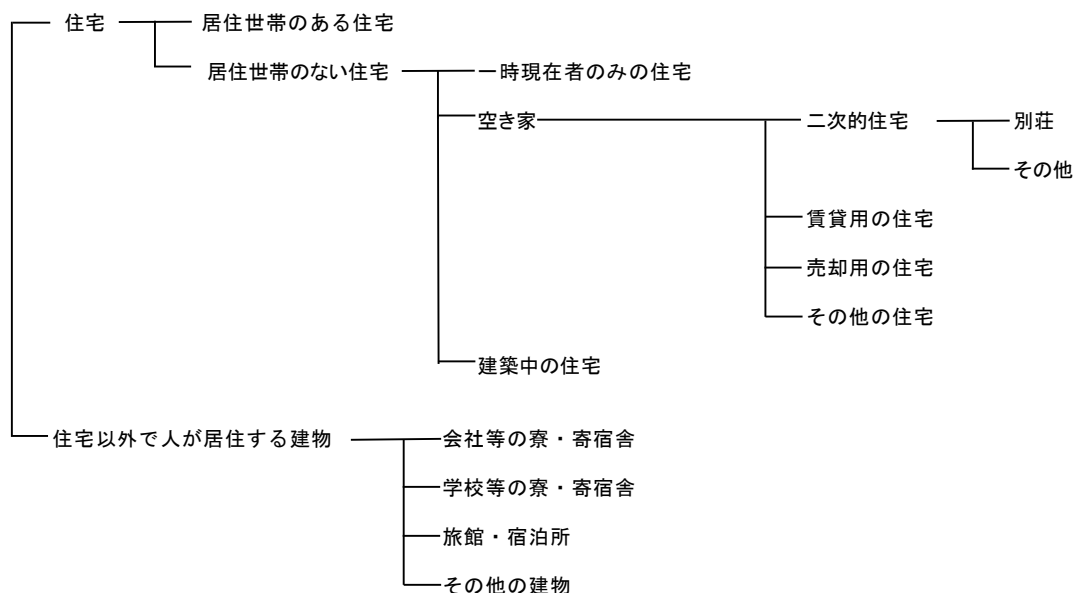 住宅
居住世帯のある住宅
居住世帯のない住宅
一時現在者のみの住宅
空き家
二次的住宅
別荘
その他
賃貸用の住宅
売却用の住宅
その他の住宅
建築中の住宅
住宅以外で人が居住する建物
会社等の寮・寄宿舎
学校等の寮・寄宿舎
旅館・宿泊所
その他の建物